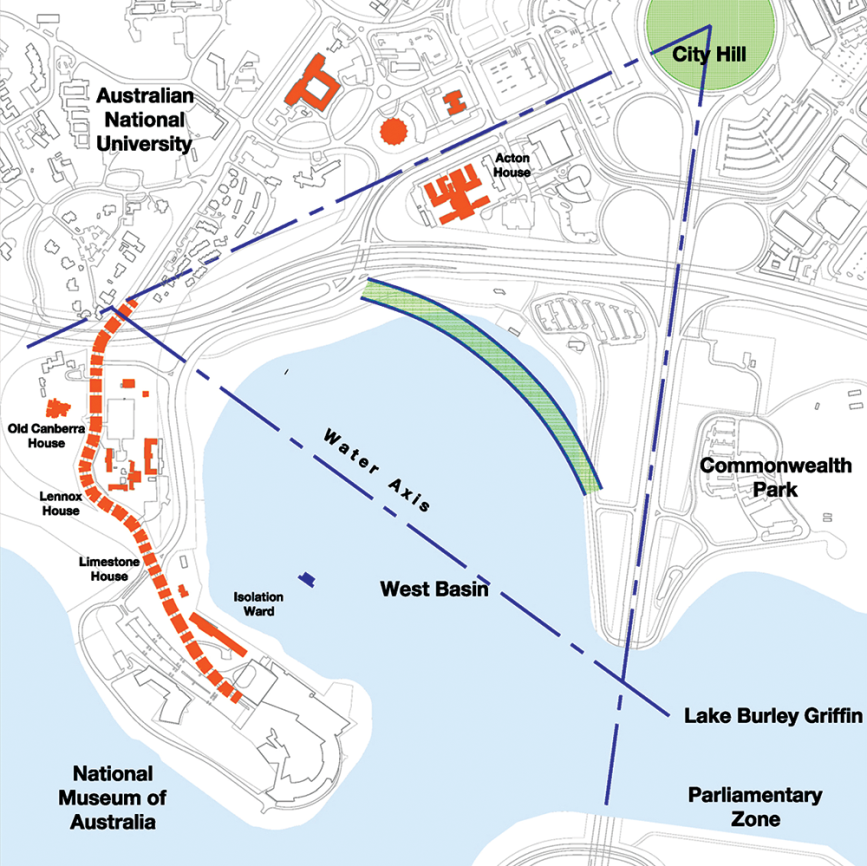 City Hill
Australian
National
University
Acton
House
Old Canberra
House
Water Axis
Commonwealth
Park
Lennox
House
Limestone
House
Isolation
Ward
West Basin
Lake Burley Griffin
National
Museum of
Australia
Parliamentary
Zone